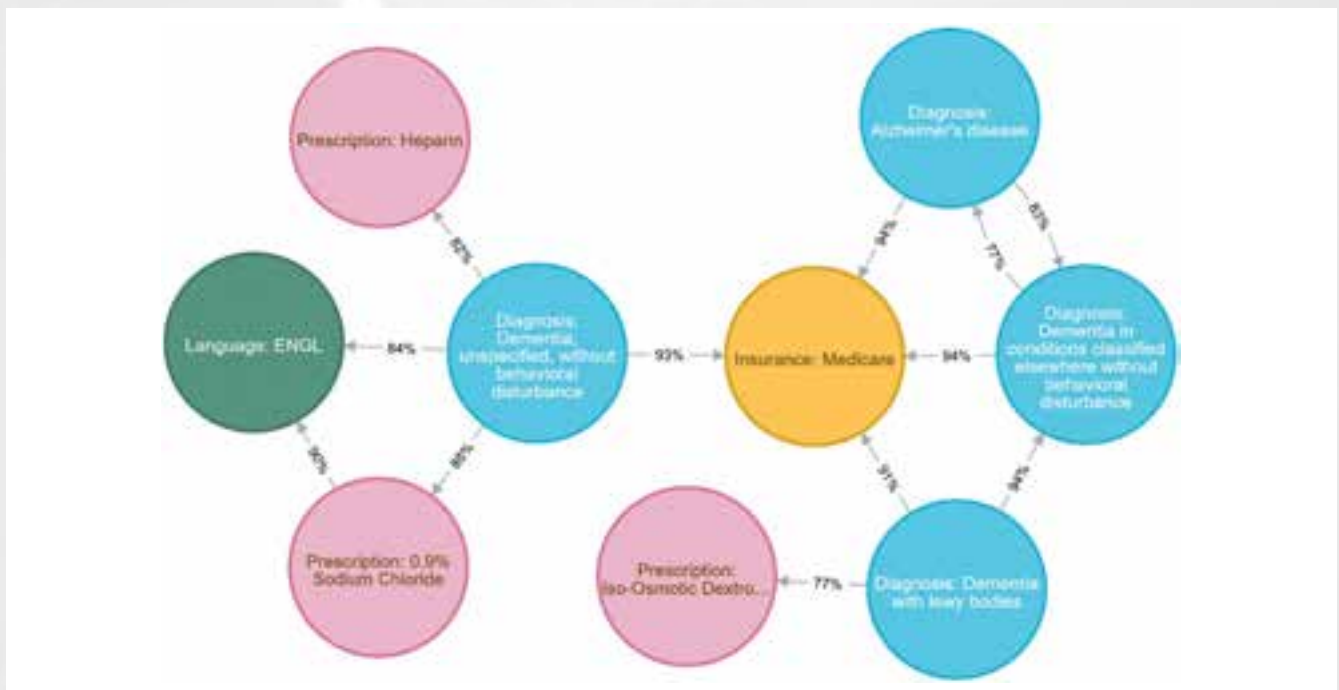 Prescription: Heparin
Diagnosis:
Alzheimer's disease
82%
94%
83%
77%
Language: ENGL
84%
Diagnosis:
Dementia,
unspecified, without
behavioral
disturbance
93%
Insurance: Medicare
94%
Diagnosis:
Dementia in
conditions classified
elsewhere without
behavioral
disturbance
90%
88%
91%
94%
Prescription: 0.9%
Sodium Chloride
Prescription:
Iso-Osmotic Dextro...
77%
Diagnosis: Dementia
with lewy bodies